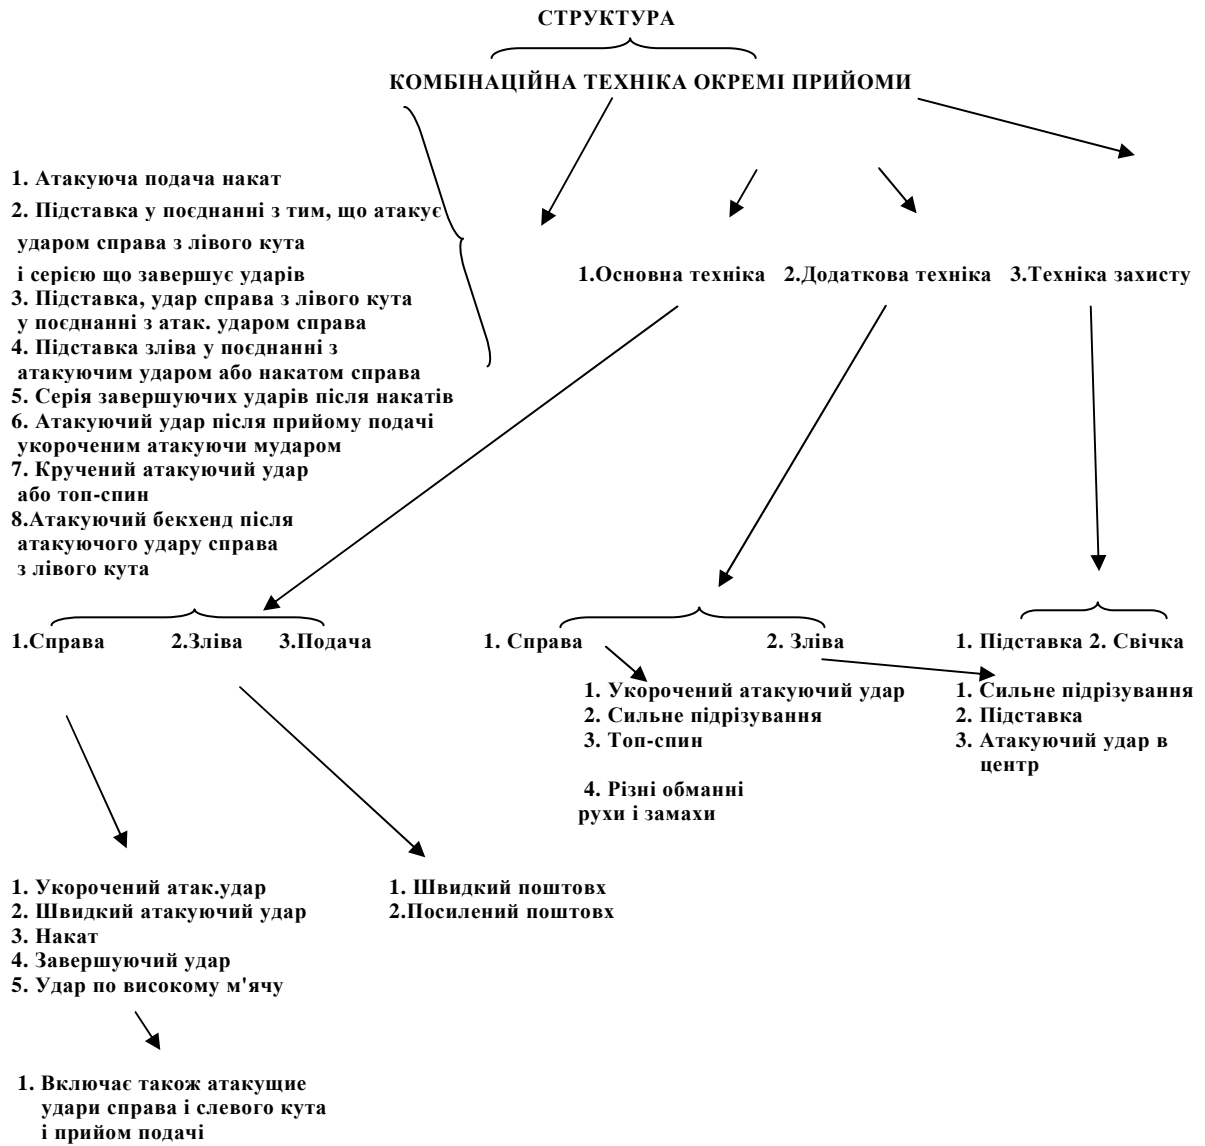 СТРУКТУРА
КОМБІНАЦІЙНА ТЕХНІКА ОКРЕМІ ПРИЙОМИ
1. Атакуюча подача накат
2. Підставка у поєднанні з тим, що атакує
ударом справа з лівого кута
і серією що завершує ударів
3. Підставка, удар справа з лівого кута
у поєднанні з атак. ударом справа
4. Підставка зліва у поєднанні з
атакуючим ударом або накатом справа
5. Серія завершуючих ударів після накатів
6. Атакуючий удар після прийому подачі
укороченим атакуючи мударом
7. Кручений атакуючий удар
або топ-спин
8.Атакуючий бекхенд після
атакуючого удару справа
з лівого кута
1.Основна техніка 2.Додаткова техніка 3.Техніка захисту
1.Справа 2.Зліва 3.Подача
1. Справа 2. Зліва
1. Підставка 2. Свічка
1. Укорочений атакуючий удар
2. Сильне підрізування
3. Топ-спин
4. Різні обманні
рухи і замахи
1. Сильне підрізування
2. Підставка
3. Атакуючий удар в
центр
1. Укорочений атак.удар
2. Швидкий атакуючий удар
3. Накат
4. Завершуючий удар
5. Удар по високому м'ячу
1. Швидкий поштовх
2.Посилений поштовх
1. Включає також атакущие
удари справа і слевого кута
і прийом подачі